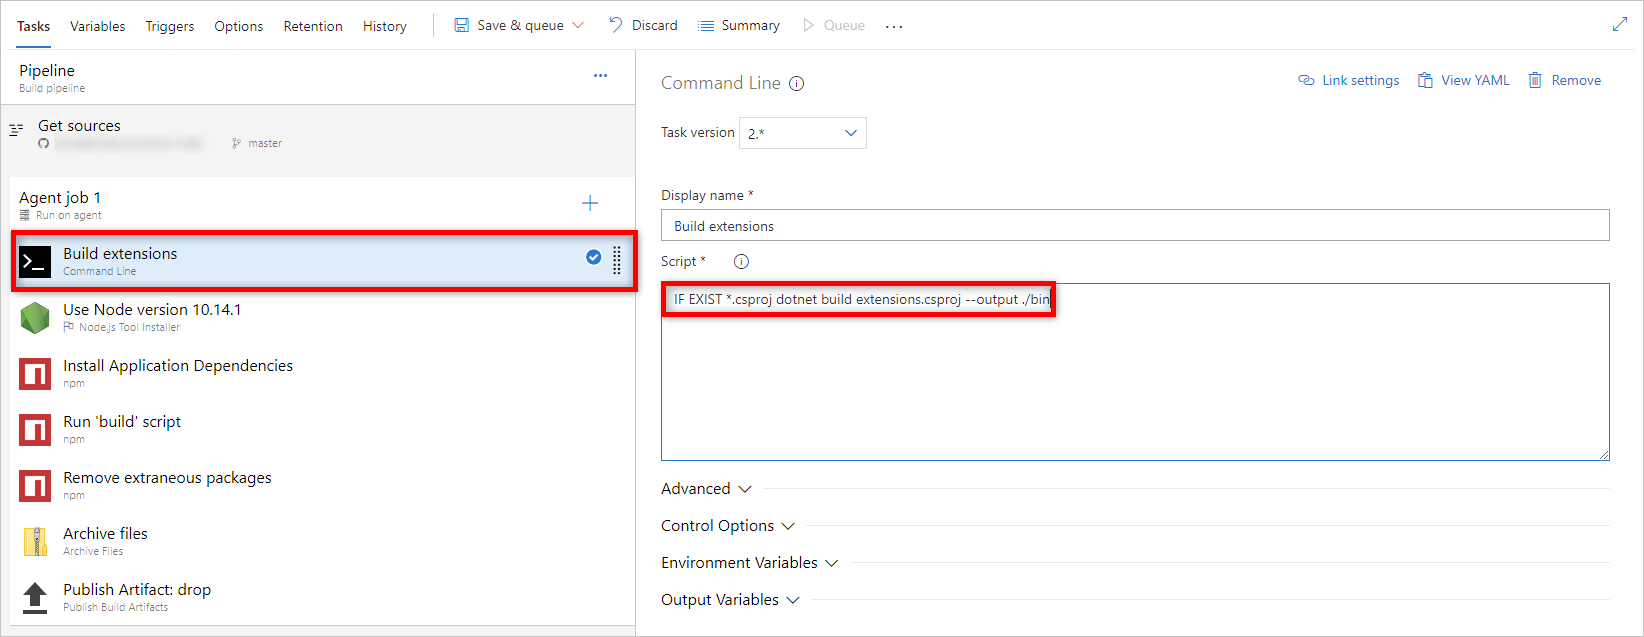 Tasks Variables Triggers Options Retention History Save & queue Discard Summary Queue ...
Pipeline
Build pipeline
Get sources
master
Agent job 1
Run on agent
Build extensions
Command Line
Use Node version 10.14.1
Node.js Tool Installer
Install Application Dependencies
npm
Run 'build' script
npm
Remove extraneous packages
npm
Archive files
Archive Files
Publish Artifact: drop
Publish Build Artifacts
Command Line Link settings View YAML Remove
Task version 2.*
Display name *
Build extensions
Script *
IF EXIST *.csproj dotnet build extensions.csproj --output ./bin
Advanced
Control Options
Environment Variables
Output Variables